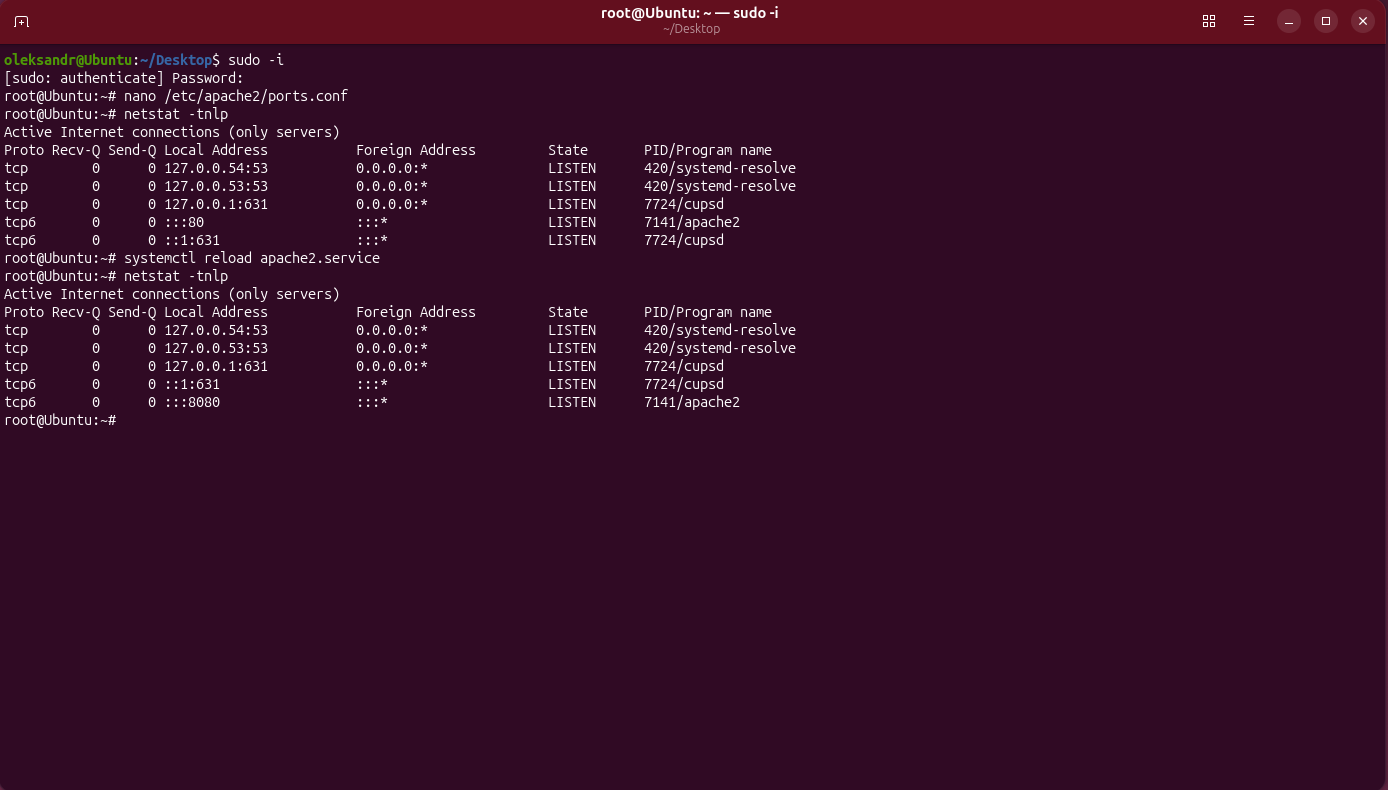 root@Ubuntu: ~ — sudo -i
~/Desktop
oleksandr@Ubuntu:~/Desktop$ sudo -i
[sudo: authenticate] Password:
root@Ubuntu:~# nano /etc/apache2/ports.conf
root@Ubuntu:~# netstat -tnlp
Active Internet connections (only servers)
Proto Recv-Q Send-Q Local Address           Foreign Address         State       PID/Program name
tcp        0      0 127.0.0.54:53           0.0.0.0:*               LISTEN      420/systemd-resolve
tcp        0      0 127.0.0.53:53           0.0.0.0:*               LISTEN      420/systemd-resolve
tcp        0      0 127.0.0.1:631           0.0.0.0:*               LISTEN      7724/cupsd
tcp6       0      0 :::80                   :::*                    LISTEN      7141/apache2
tcp6       0      0 ::1:631                 :::*                    LISTEN      7724/cupsd
root@Ubuntu:~# systemctl reload apache2.service
root@Ubuntu:~# netstat -tnlp
Active Internet connections (only servers)
Proto Recv-Q Send-Q Local Address           Foreign Address         State       PID/Program name
tcp        0      0 127.0.0.54:53           0.0.0.0:*               LISTEN      420/systemd-resolve
tcp        0      0 127.0.0.53:53           0.0.0.0:*               LISTEN      420/systemd-resolve
tcp        0      0 127.0.0.1:631           0.0.0.0:*               LISTEN      7724/cupsd
tcp6       0      0 ::1:631                 :::*                    LISTEN      7724/cupsd
tcp6       0      0 :::8080                 :::*                    LISTEN      7141/apache2
root@Ubuntu:~#